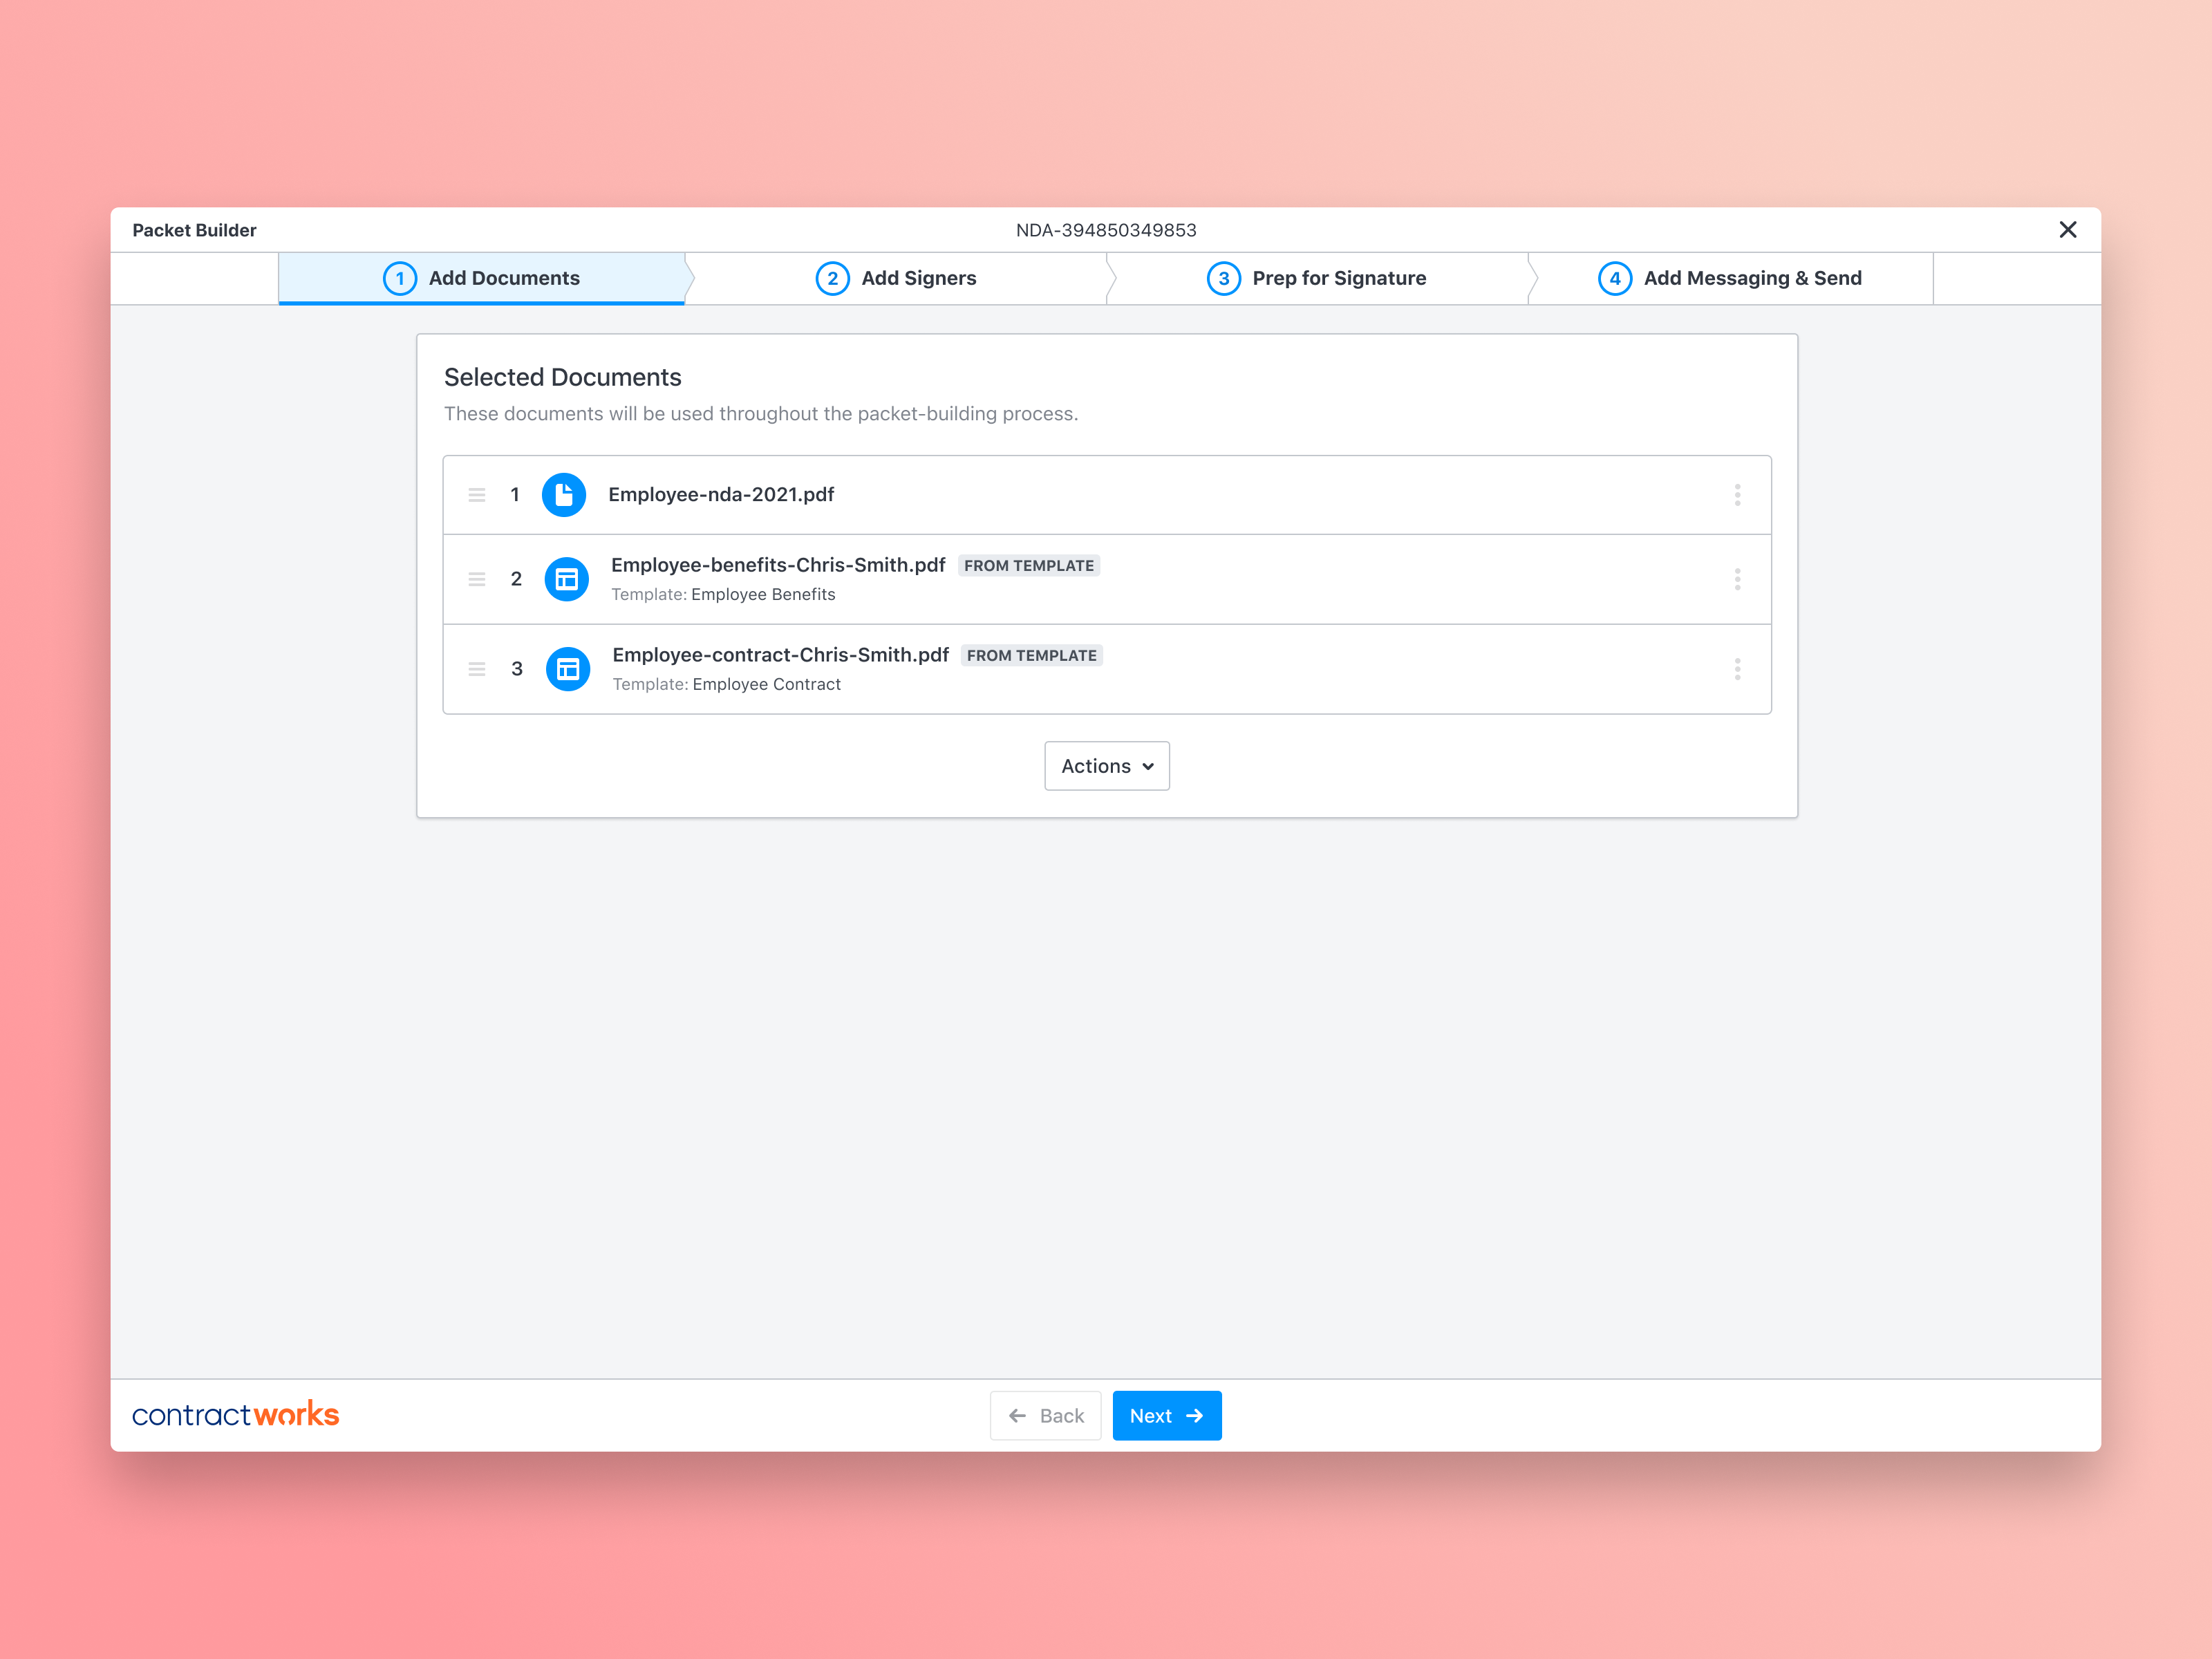 Packet Builder
NDA-394850349853
1 Add Documents
2 Add Signers
3 Prep for Signature
4 Add Messaging & Send
Selected Documents
These documents will be used throughout the packet-building process.
1 Employee-nda-2021.pdf
2 Employee-benefits-Chris-Smith.pdf FROM TEMPLATE
Template: Employee Benefits
3 Employee-contract-Chris-Smith.pdf FROM TEMPLATE
Template: Employee Contract
Actions
contractworks
Back
Next